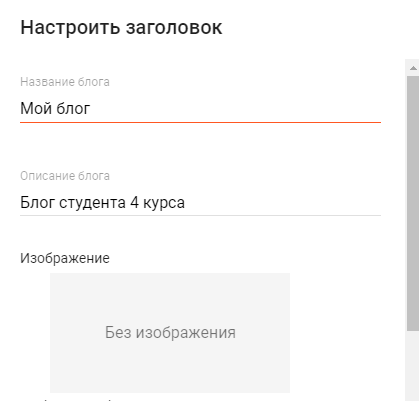 Настроить заголовок
Название блога
Мой блог
Описание блога
Блог студента 4 курса
Изображение
Без изображения